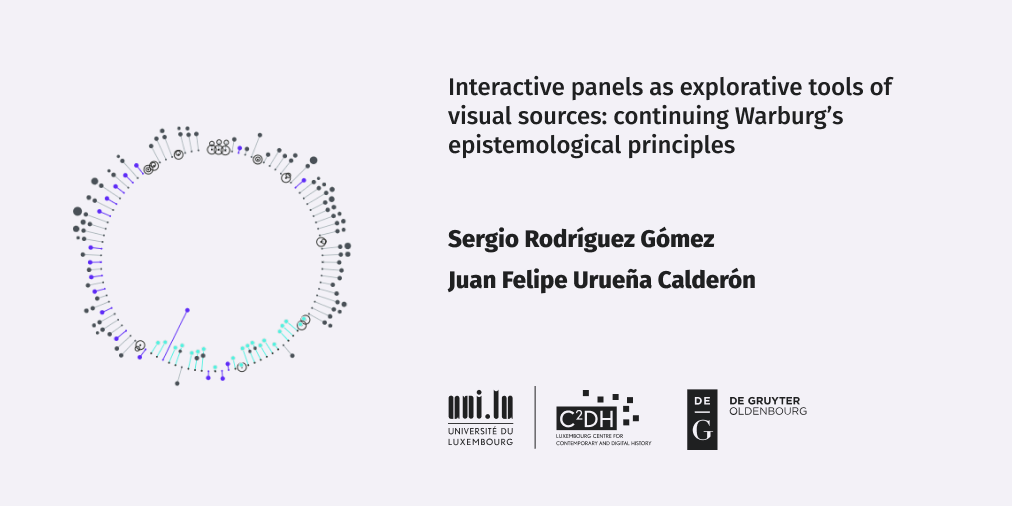 Interactive panels as explorative tools of
visual sources: continuing Warburg’s
epistemological principles
Sergio Rodríguez Gómez
Juan Felipe Urueña Calderón
uni.lu
UNIVERSITÉ DU
LUXEMBOURG
C²DH
LUXEMBOURG CENTRE FOR
CONTEMPORARY AND DIGITAL HISTORY
DE
G
DE GRUYTER
OLDENBOURG